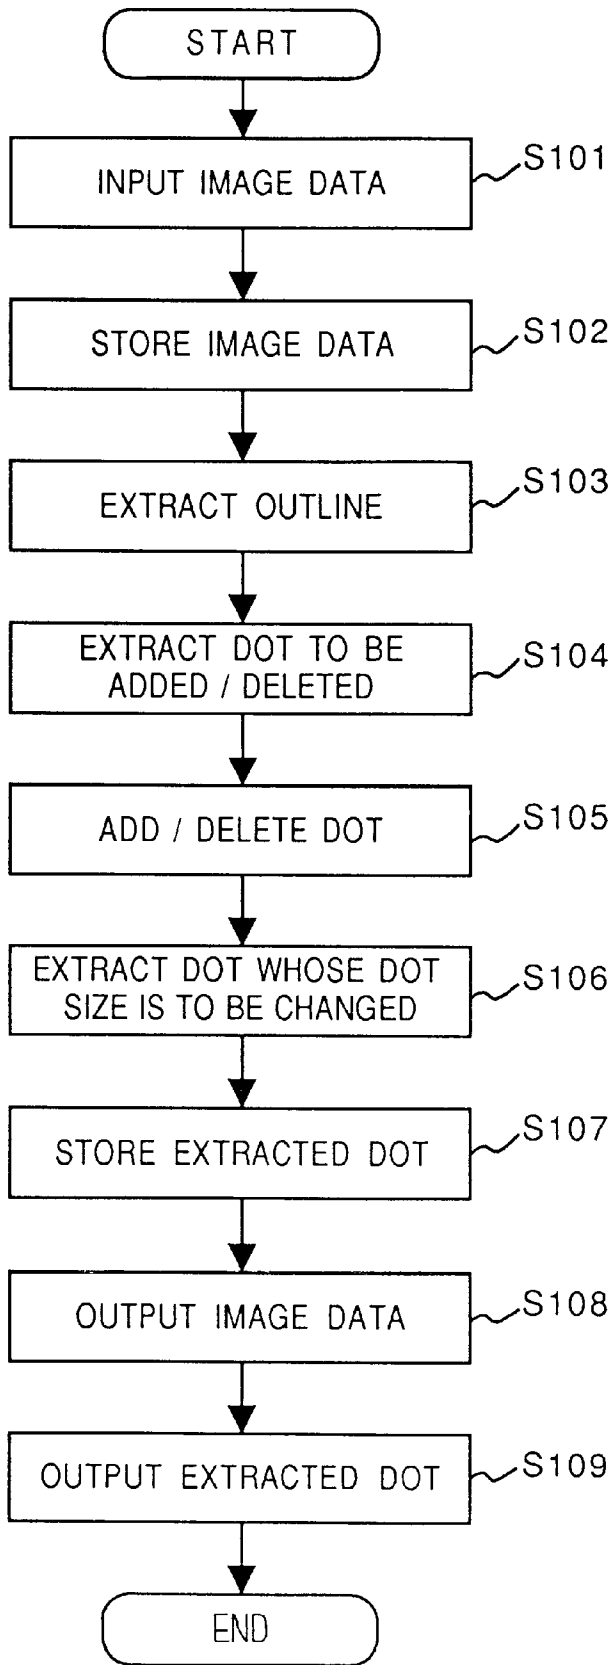 START
INPUT IMAGE DATA
S101
STORE IMAGE DATA
S102
EXTRACT OUTLINE
S103
EXTRACT DOT TO BE
ADDED / DELETED
S104
ADD / DELETE DOT
S105
EXTRACT DOT WHOSE DOT
SIZE IS TO BE CHANGED
S106
STORE EXTRACTED DOT
S107
OUTPUT IMAGE DATA
S108
OUTPUT EXTRACTED DOT
S109
END